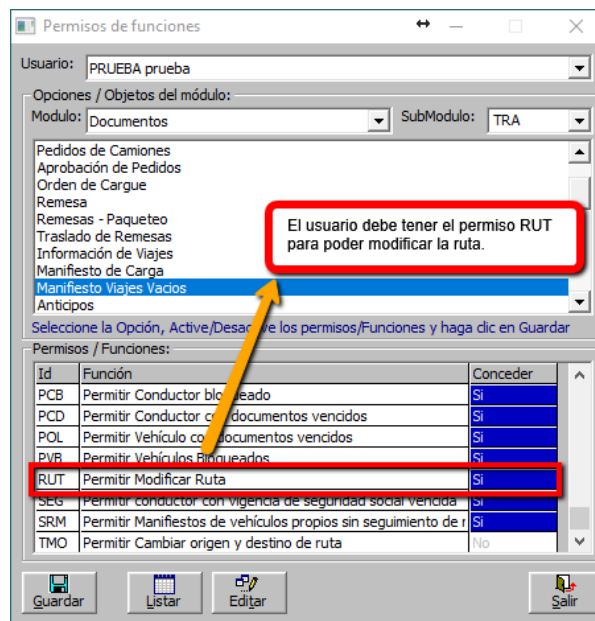 Permisos de funciones
Usuario: PRUEBA prueba
Opciones / Objetos del módulo:
Modulo: Documentos SubModulo: TRA
Pedidos de Camiones
Aprobación de Pedidos
Orden de Cargue
Remesa
Remesas - Paqueteo
Traslado de Remesas
Información de Viajes
Manifiesto de Carga
Manifiesto Viajes Vacios
Anticipos
El usuario debe tener el permiso RUT
para poder modificar la ruta.
Seleccione la Opción, Active/Desactive los permisos/Funciones y haga clic en Guardar
Permisos / Funciones:
Id Función Conceder
PCB Permitir Conductor bloqueado Si
PCD Permitir Conductor con documentos vencidos Si
POL Permitir Vehículo con documentos vencidos Si
PVB Permitir Vehículos Bloqueados Si
RUT Permitir Modificar Ruta Si
SEG Permitir conductor con vigencia de seguridad social vencida Si
SRM Permitir Manifiestos de vehículos propios sin seguimiento de r Si
TMO Permitir Cambiar origen y destino de ruta No
Guardar Listar Editar Salir